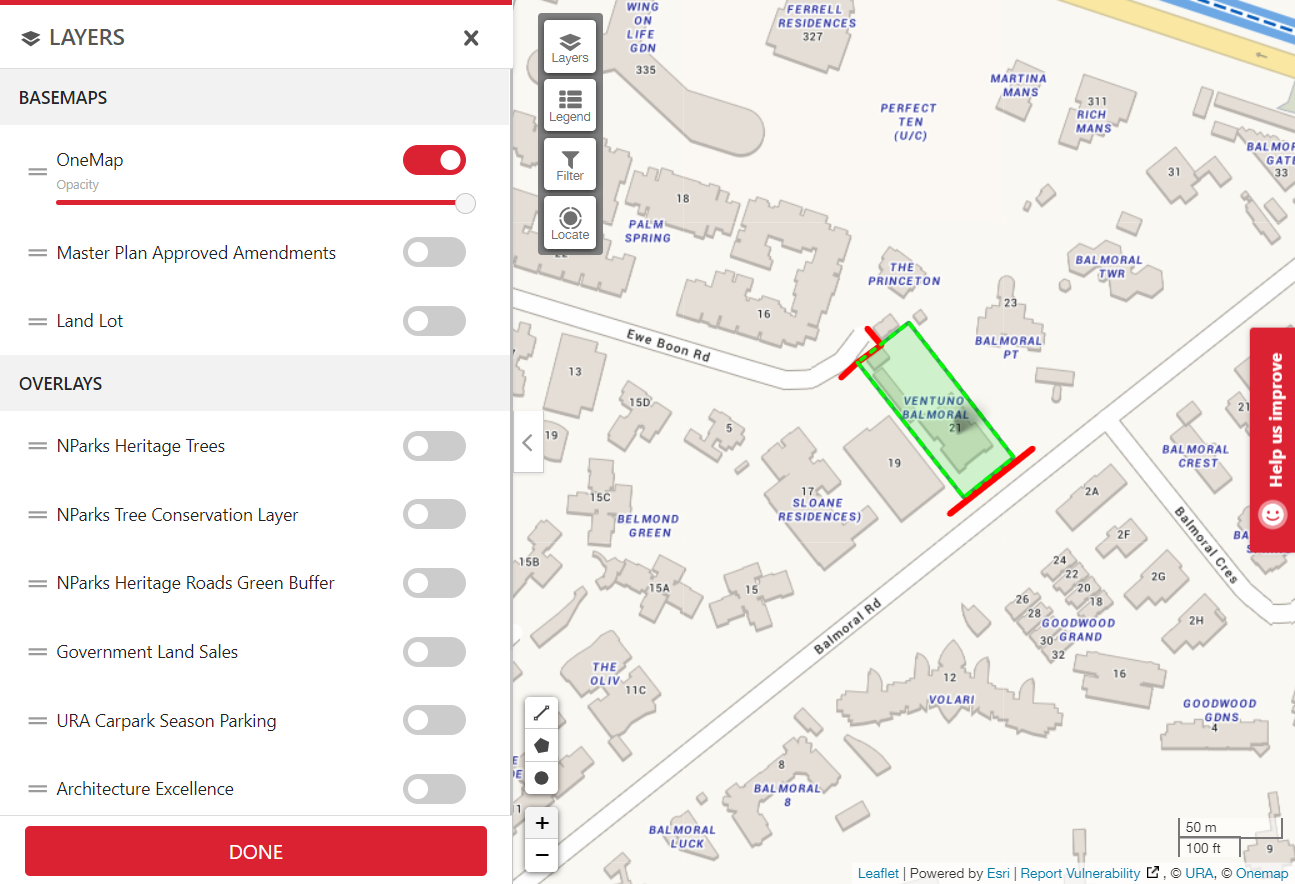 LAYERS
BASEMAPS
OneMap
Opacity
Master Plan Approved Amendments
Land Lot
OVERLAYS
NParks Heritage Trees
NParks Tree Conservation Layer
NParks Heritage Roads Green Buffer
Government Land Sales
URA Carpark Season Parking
Architecture Excellence
DONE
Layers
Legend
Filter
Locate
WING
ON
LIFE
GDN
335
FERRELL
RESIDENCES
327
MARTINA
MANS
311
RICH
MANS
PERFECT
TEN
(U/C)
BALMOR
GATE
33
31
18
PALM
SPRING
THE
PRINCETON
BALMORAL
TWR
16
23
BALMORAL
PT
Ewe Boon Rd
13
15D
5
19
VENTUNO
BALMORAL
21
21
19
17
SLOANE
RESIDENCES)
15C
BELMOND
GREEN
15B
15A
15
BALMORAL
CREST
2A
2F
2G
2H
Balmoral Cres
BA
24
22
20
18
26
28
30
32
GOODWOOD
GRAND
16
Balmoral Rd
THE
OLIV
11C
12
VOLARI
GOODWOOD
GDNS
4
8
BALMORAL
8
BALMORAL
LUCK
9
+
−
50 m
100 ft
Help us improve
Leaflet | Powered by Esri | Report Vulnerability , © URA, © Onemap